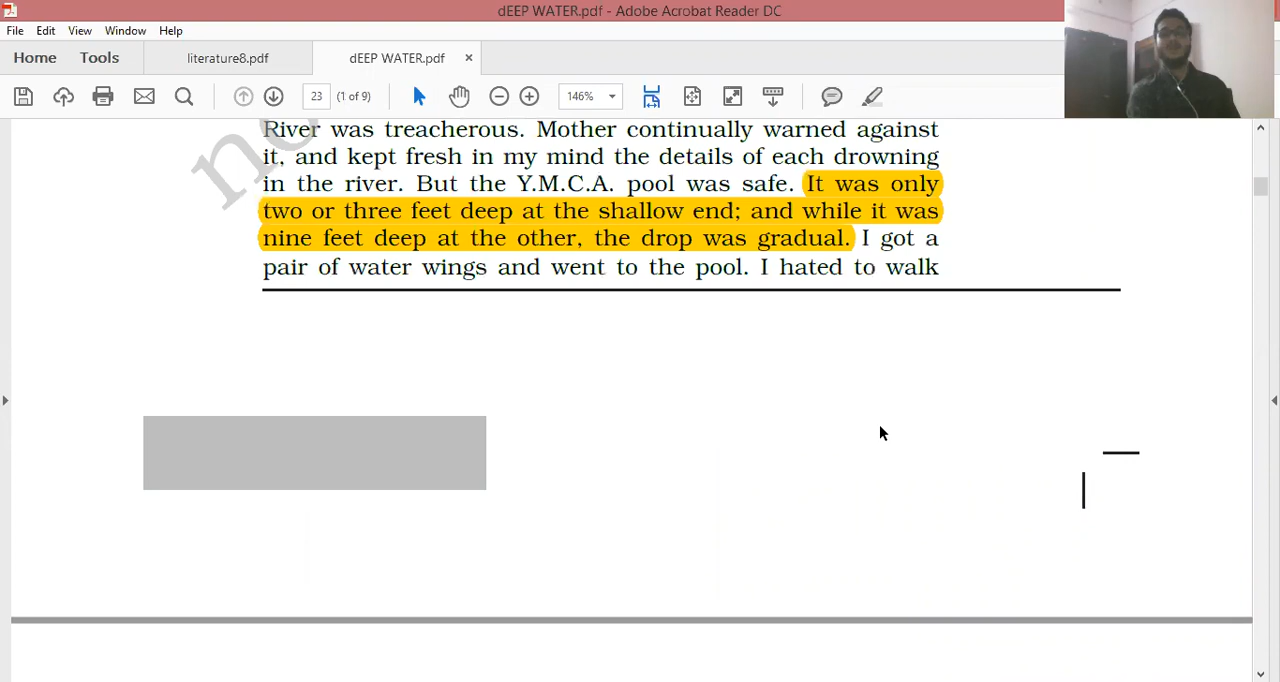 dEEP WATER.pdf - Adobe Acrobat Reader DC
File Edit View Window Help
Home Tools literature8.pdf dEEP WATER.pdf ×
23 (1 of 9) 146%
River was treacherous. Mother continually warned against
it, and kept fresh in my mind the details of each drowning
in the river. But the Y.M.C.A. pool was safe. It was only
two or three feet deep at the shallow end; and while it was
nine feet deep at the other, the drop was gradual. I got a
pair of water wings and went to the pool. I hated to walk